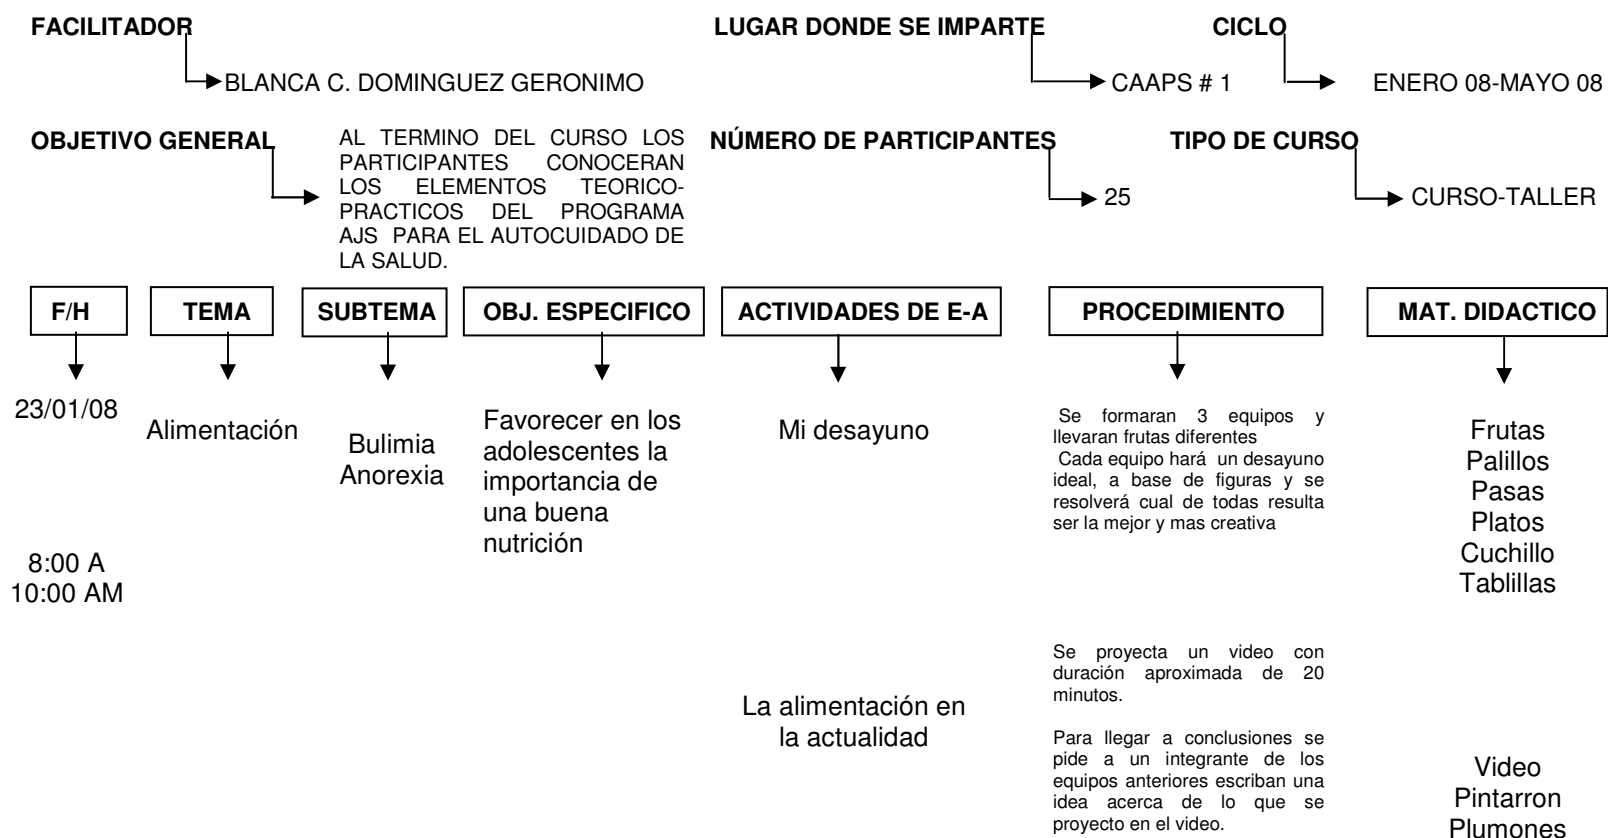 FACILITADOR
LUGAR DONDE SE IMPARTE
CICLO
BLANCA C. DOMINGUEZ GERONIMO
CAAPS # 1
ENERO 08-MAYO 08
OBJETIVO GENERAL
AL TERMINO DEL CURSO LOS
PARTICIPANTES CONOCERAN
LOS ELEMENTOS TEORICO-
PRACTICOS DEL PROGRAMA
AJS PARA EL AUTOCUIDADO DE
LA SALUD.
NÚMERO DE PARTICIPANTES
25
TIPO DE CURSO
CURSO-TALLER
F/H
TEMA
SUBTEMA
OBJ. ESPECIFICO
ACTIVIDADES DE E-A
PROCEDIMIENTO
MAT. DIDACTICO
23/01/08
8:00 A
10:00 AM
Alimentación
Bulimia
Anorexia
Favorecer en los
adolescentes la
importancia de
una buena
nutrición
Mi desayuno
Se formaran 3 equipos y
llevaran frutas diferentes
Cada equipo hará un desayuno
ideal, a base de figuras y se
resolverá cual de todas resulta
ser la mejor y mas creativa
Frutas
Palillos
Pasas
Platos
Cuchillo
Tablillas
La alimentación en
la actualidad
Se proyecta un video con
duración aproximada de 20
minutos.
Para llegar a conclusiones se
pide a un integrante de los
equipos anteriores escriban una
idea acerca de lo que se
proyecto en el video.
Video
Pintarron
Plumones